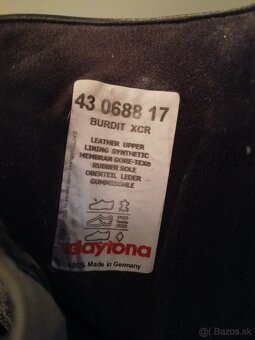 43 0688 17
BURDIT XCR
LEATHER UPPER
LINING SYNTHETIC
MEMBRAN GORE-TEX®
RUBBER SOLE
OBERTEIL LEDER
GUMMISOHLE
daytona
100% Made in Germany
© bazos.sk